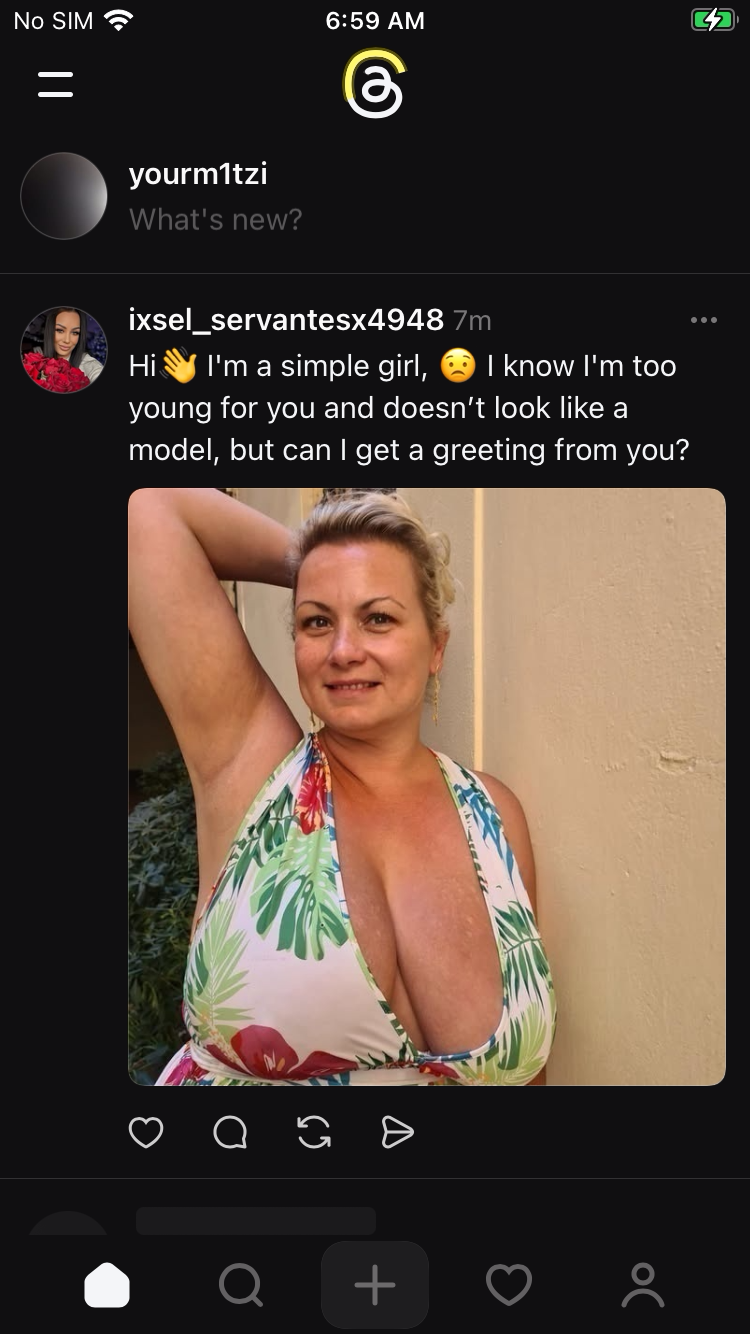 No SIM 6:59 AM
yourm1tzi
What's new?
ixsel_servantesx4948 7m
Hi👋 I'm a simple girl, 😟 I know I'm too
young for you and doesn’t look like a
model, but can I get a greeting from you?